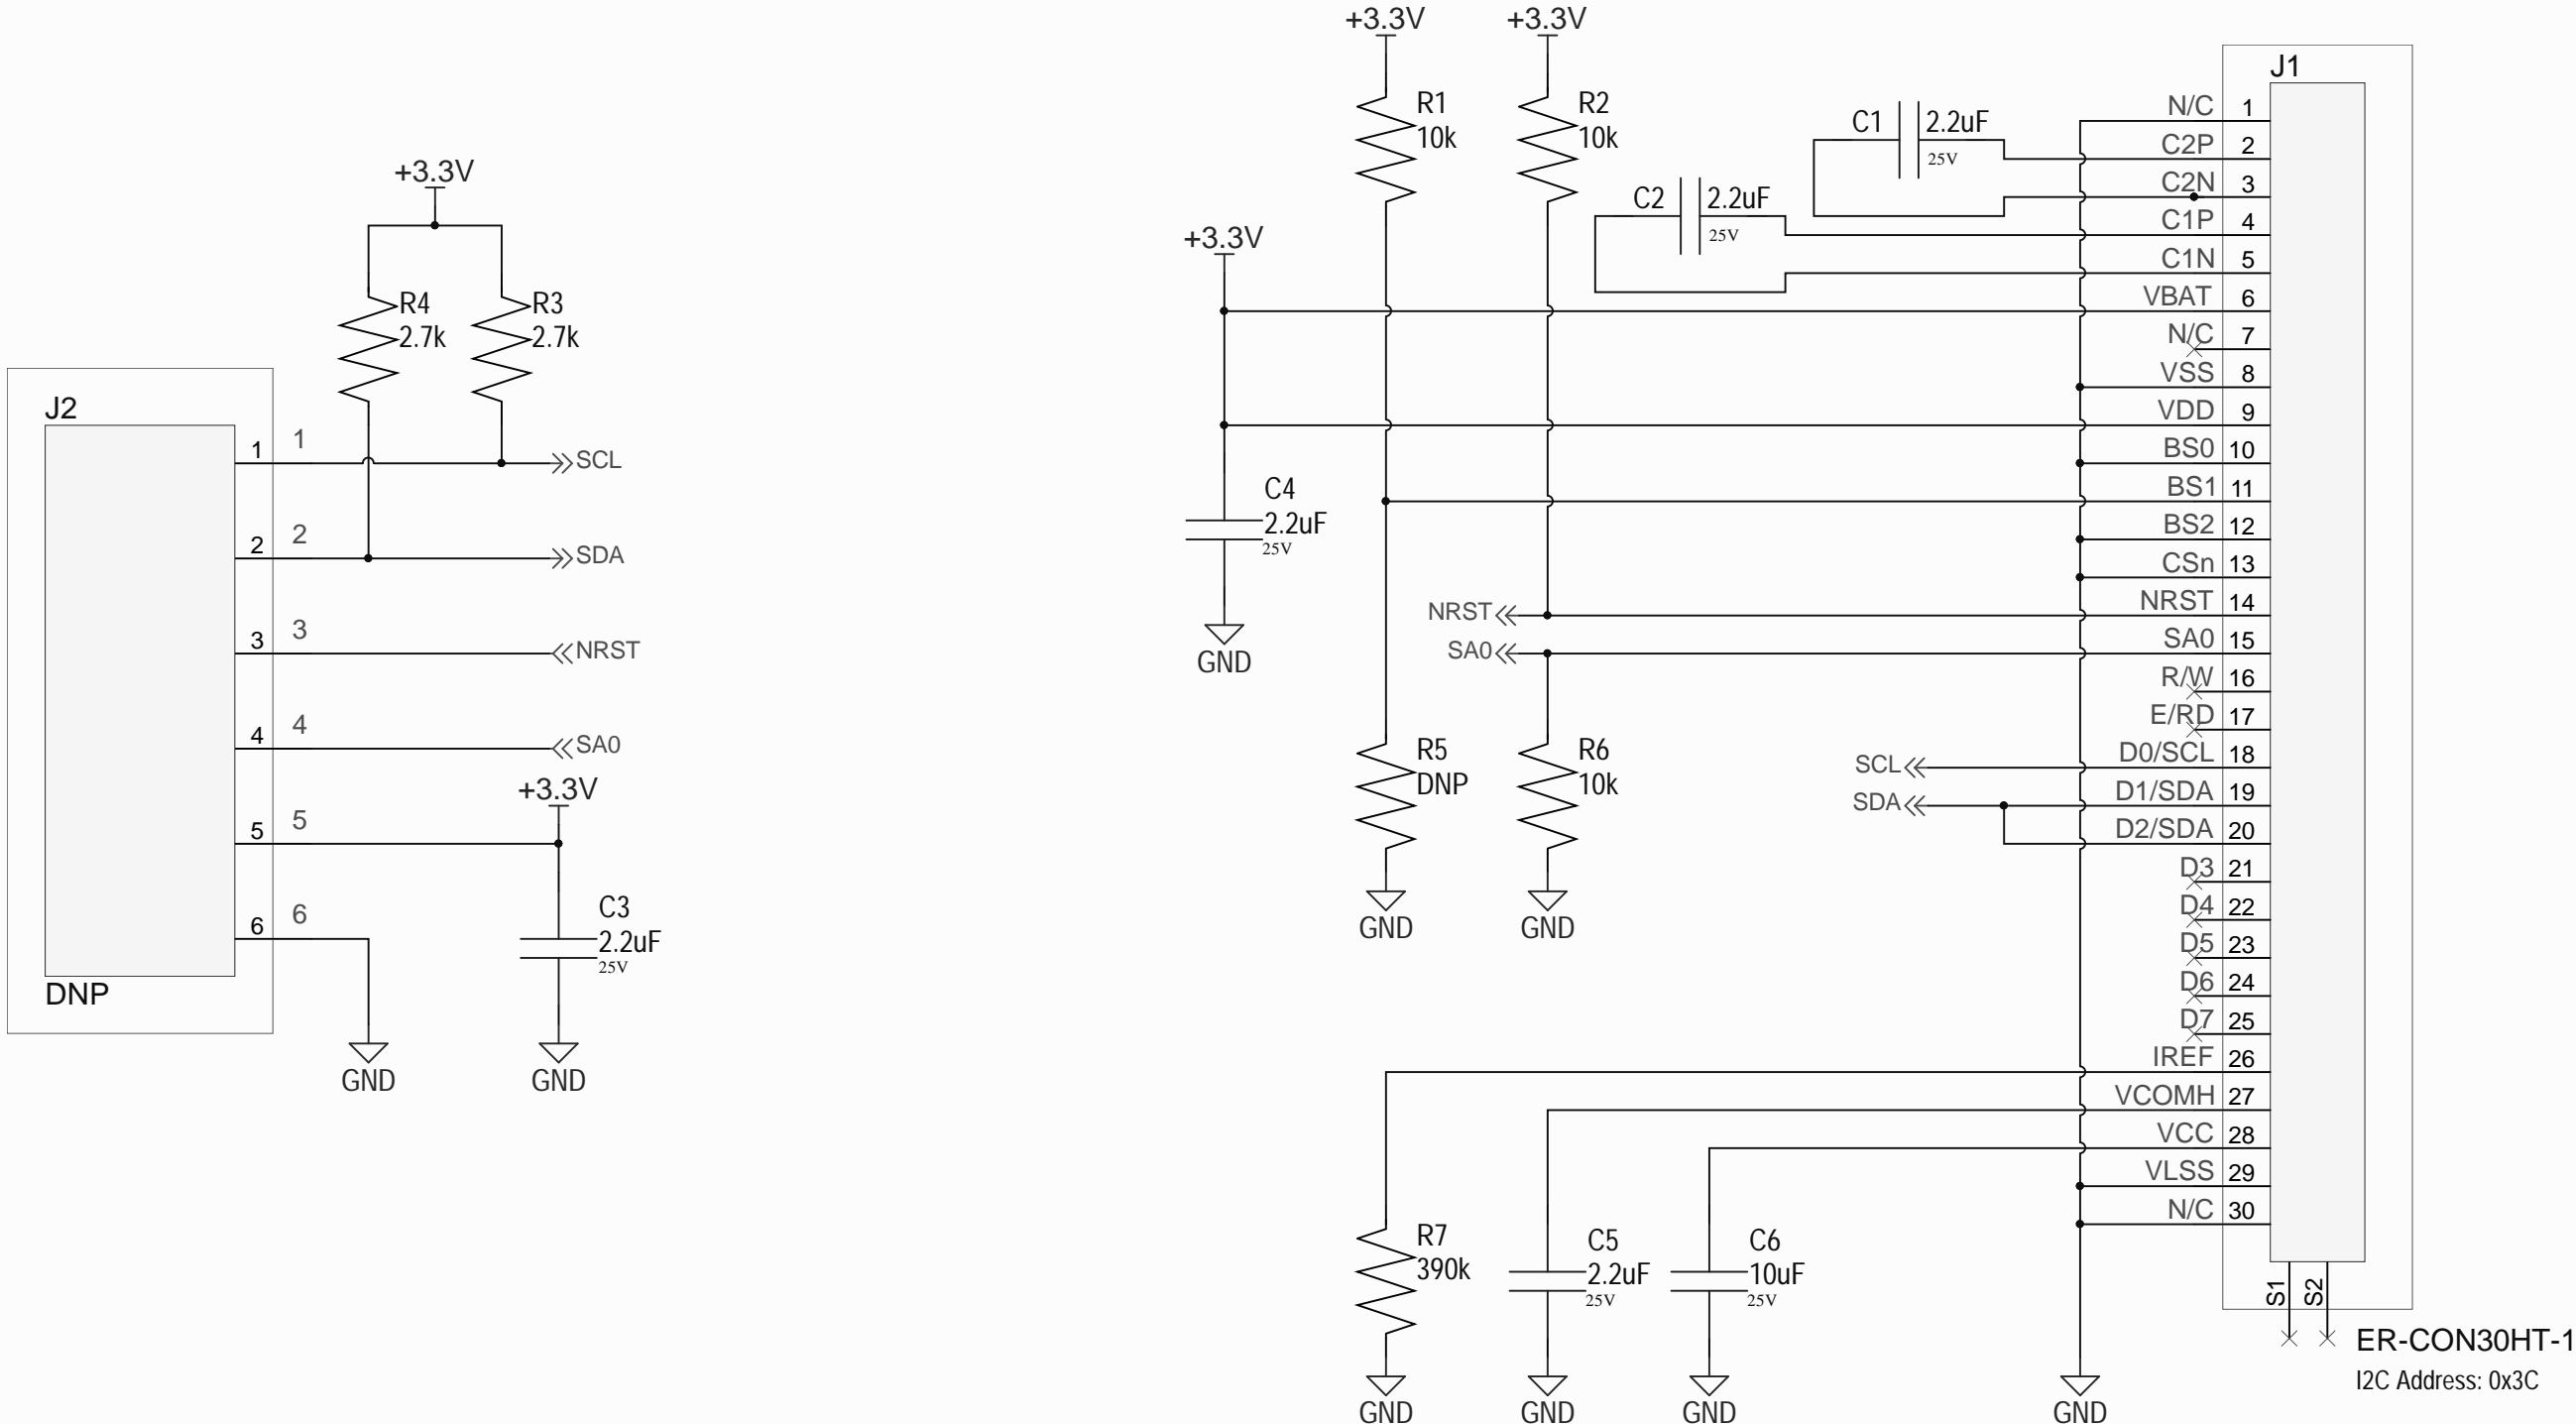 +3.3V
R4
2.7k
R3
2.7k
J2
1
1
SCL
2
2
SDA
3
3
NRST
4
4
SA0
+3.3V
5
5
6
6
C3
2.2uF
25V
DNP
GND
GND
+3.3V
+3.3V
R1
10k
R2
10k
+3.3V
C1
2.2uF
25V
C2
2.2uF
25V
C4
2.2uF
25V
GND
NRST
SA0
R5
DNP
R6
10k
GND
GND
SCL
SDA
R7
390k
C5
2.2uF
25V
C6
10uF
25V
GND
GND
GND
GND
J1
N/C 1
C2P 2
C2N 3
C1P 4
C1N 5
VBAT 6
N/C 7
VSS 8
VDD 9
BS0 10
BS1 11
BS2 12
CSn 13
NRST 14
SA0 15
R/W 16
E/RD 17
D0/SCL 18
D1/SDA 19
D2/SDA 20
D3 21
D4 22
D5 23
D6 24
D7 25
IREF 26
VCOMH 27
VCC 28
VLSS 29
N/C 30
S1
S2
ER-CON30HT-1
I2C Address: 0x3C